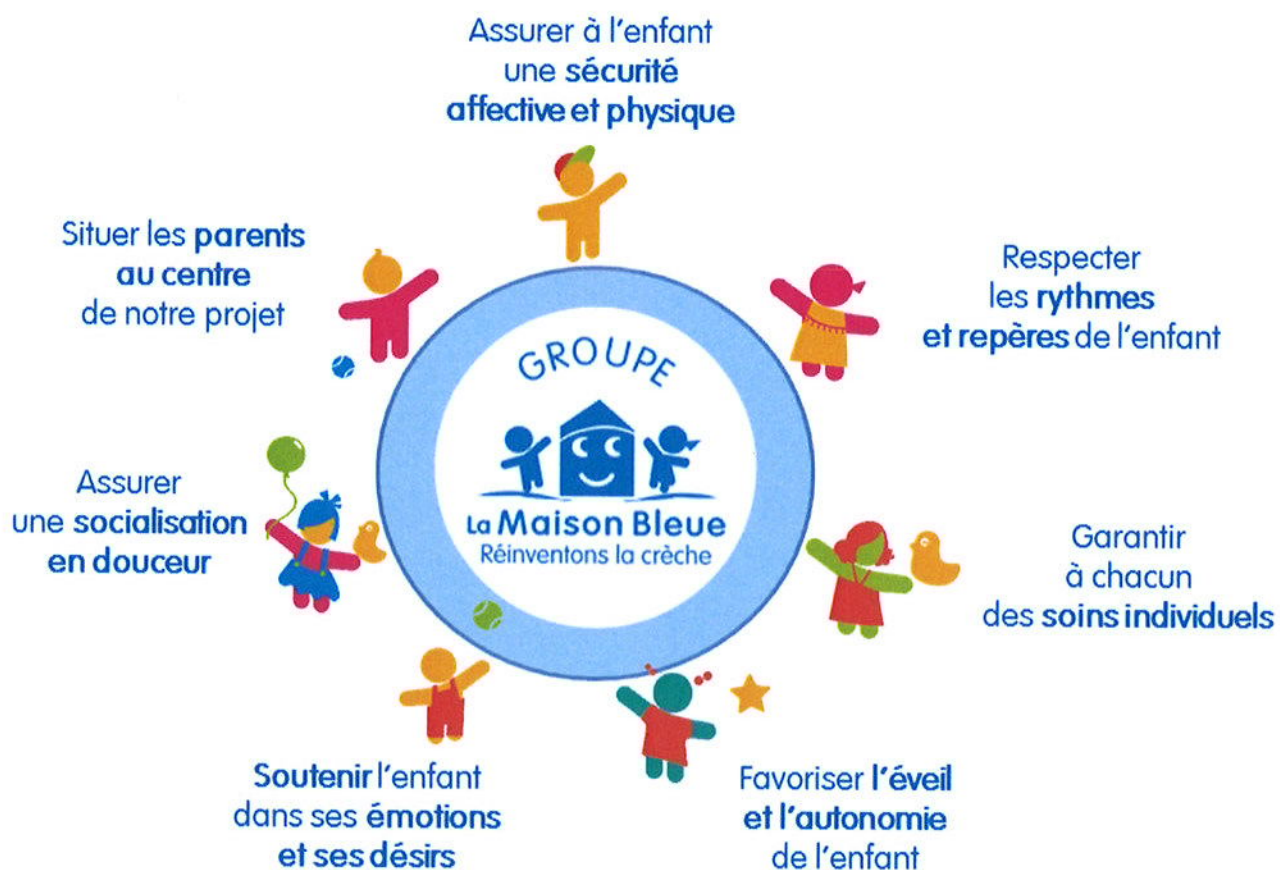 Assurer à l'enfant
une sécurité
affective et physique
Situer les parents
au centre
de notre projet
Respecter
les rythmes
et repères de l'enfant
GROUPE
La Maison Bleue
Réinventons la crèche
Assurer
une socialisation
en douceur
Garantir
à chacun
des soins individuels
Soutenir l'enfant
dans ses émotions
et ses désirs
Favoriser l'éveil
et l'autonomie
de l'enfant